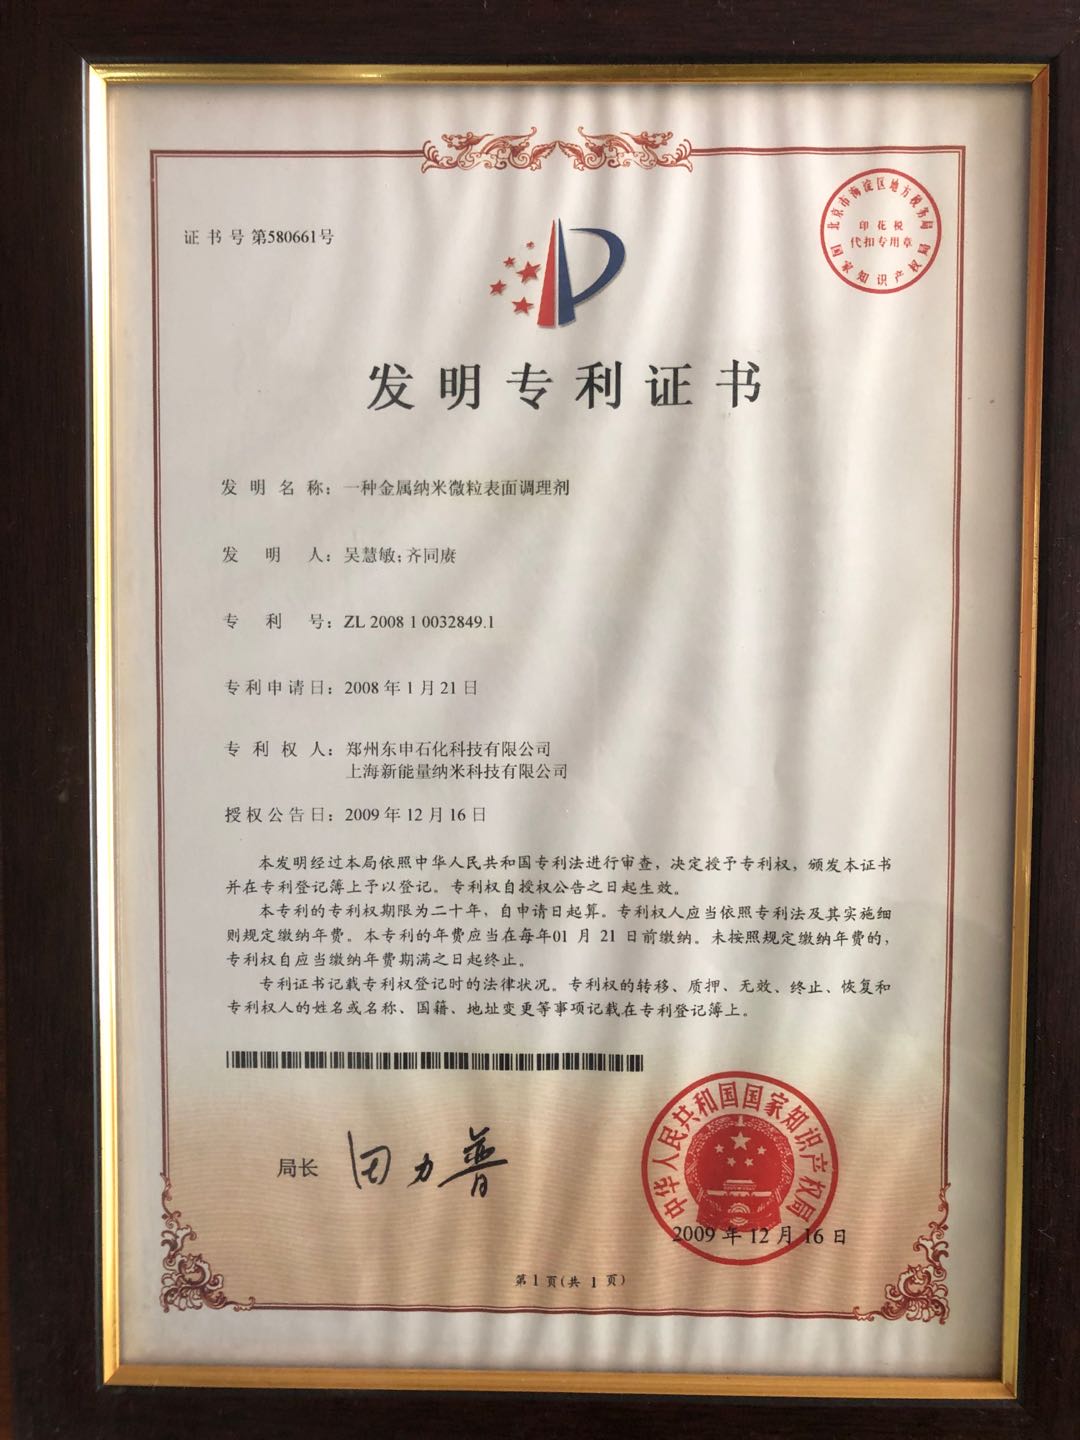 证书号第580661号
北京市海淀区地方税务局
印花税
代扣专用章
国家知识产权局
发明专利证书
发明名称：一种金属纳米微粒表面调理剂
发明人：吴慧敏；齐同赓
专利号：ZL 2008 1 0032849.1
专利申请日：2008年1月21日
专利权人：郑州东申石化科技有限公司
上海新能量纳米科技有限公司
授权公告日：2009年12月16日
本发明经过本局依照中华人民共和国专利法进行审查，决定授予专利权，颁发本证书
并在专利登记簿上予以登记。专利权自授权公告之日起生效。
本专利的专利权期限为二十年，自申请日起算。专利权人应当依照专利法及其实施细
则规定缴纳年费。本专利的年费应当在每年01月21日前缴纳。未按照规定缴纳年费的，
专利权自应当缴纳年费期满之日起终止。
专利证书记载专利权登记时的法律状况。专利权的转移、质押、无效、终止、恢复和
专利权人的姓名或名称、国籍、地址变更等事项记载在专利登记簿上。
局长 田力普
中华人民共和国国家知识产权局
2009年12月16日
第1页(共1页)